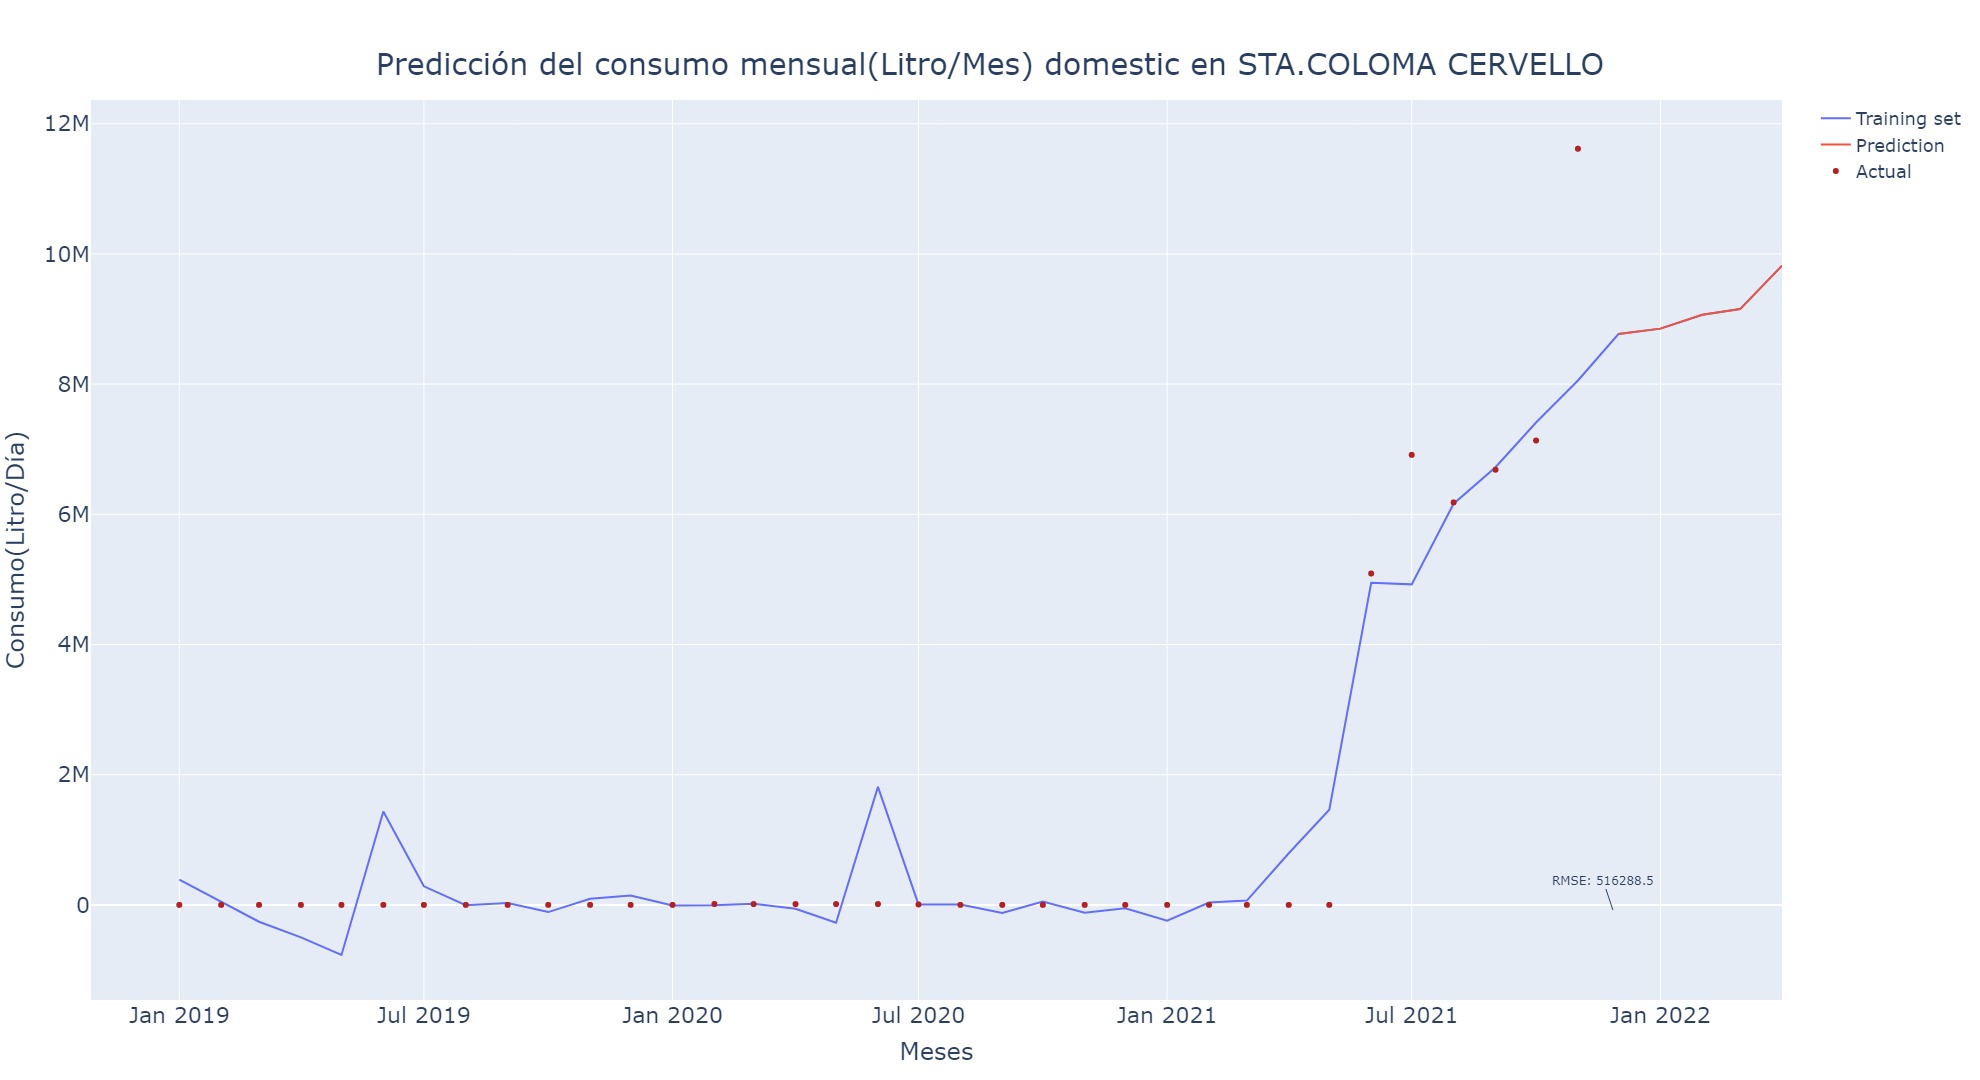 Predicción del consumo mensual(Litro/Mes) domestic en STA.COLOMA CERVELLO
Training set
Prediction
Actual
12M
10M
8M
6M
4M
2M
0
Consumo(Litro/Día)
RMSE: 516288.5
Jan 2019
Jul 2019
Jan 2020
Jul 2020
Jan 2021
Jul 2021
Jan 2022
Meses